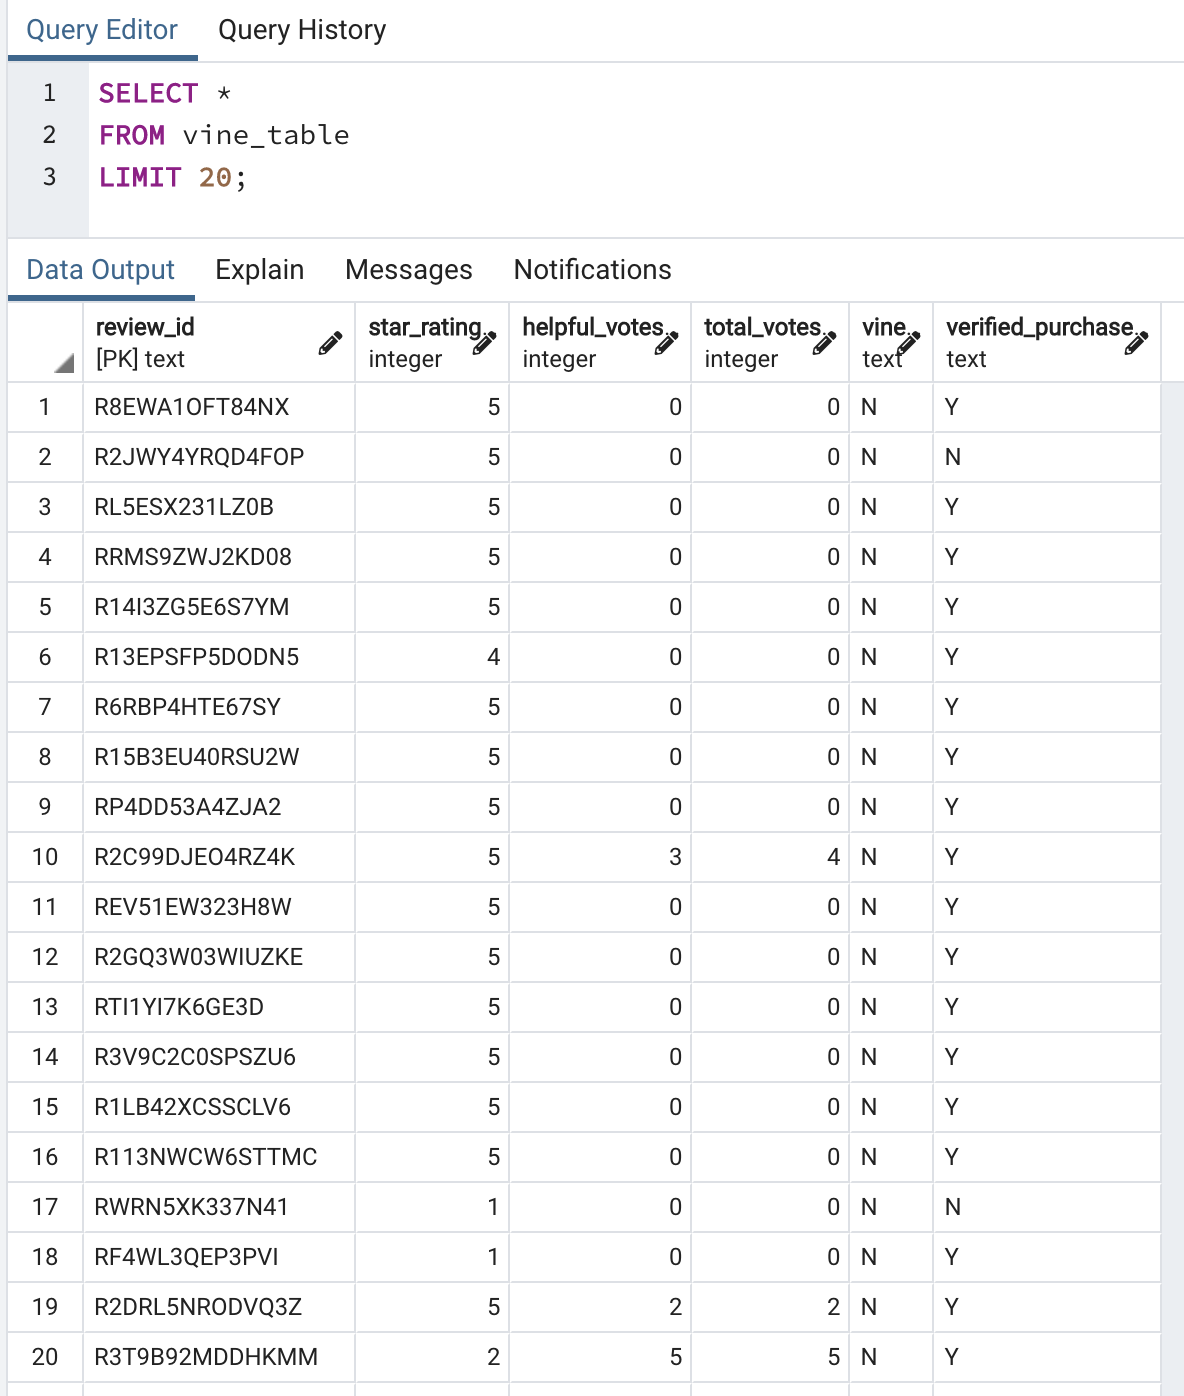 Query Editor Query History
1 SELECT *
2 FROM vine_table
3 LIMIT 20;
Data Output Explain Messages Notifications
review_id star_rating helpful_votes total_votes vine verified_purchase
[PK] text integer integer integer text text
1 R8EWA1OFT84NX 5 0 0 N Y
2 R2JWY4YRQD4FOP 5 0 0 N N
3 RL5ESX231LZ0B 5 0 0 N Y
4 RRMS9ZWJ2KD08 5 0 0 N Y
5 R14I3ZG5E6S7YM 5 0 0 N Y
6 R13EPSFP5DODN5 4 0 0 N Y
7 R6RBP4HTE67SY 5 0 0 N Y
8 R15B3EU40RSU2W 5 0 0 N Y
9 RP4DD53A4ZJA2 5 0 0 N Y
10 R2C99DJEO4RZ4K 5 3 4 N Y
11 REV51EW323H8W 5 0 0 N Y
12 R2GQ3W03WIUZKE 5 0 0 N Y
13 RTI1YI7K6GE3D 5 0 0 N Y
14 R3V9C2C0SPSZU6 5 0 0 N Y
15 R1LB42XCSSCLV6 5 0 0 N Y
16 R113NWCW6STTMC 5 0 0 N Y
17 RWRN5XK337N41 1 0 0 N N
18 RF4WL3QEP3PVI 1 0 0 N Y
19 R2DRL5NRODVQ3Z 5 2 2 N Y
20 R3T9B92MDDHKMM 2 5 5 N Y